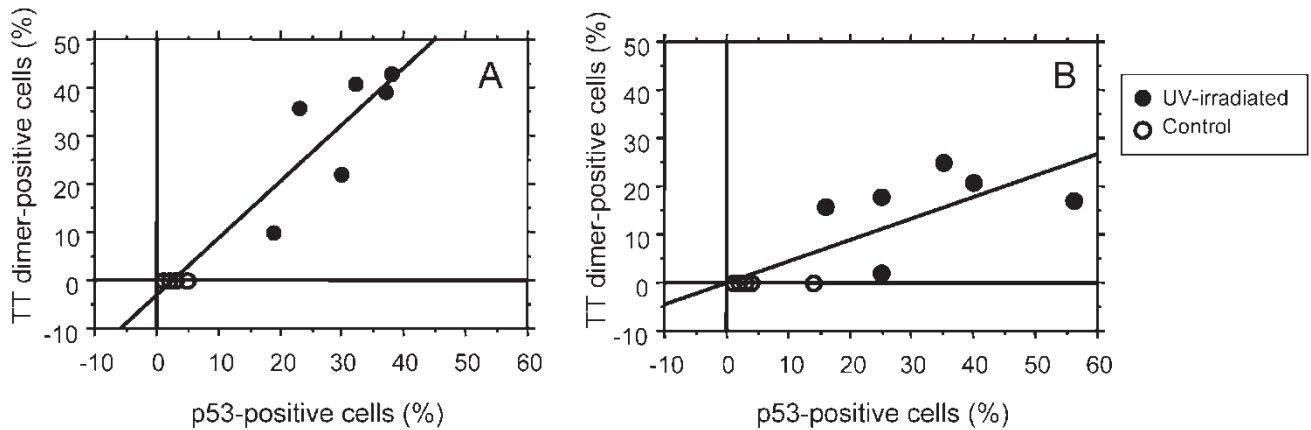 TT dimer-positive cells (%)
50
40
30
20
10
0
-10
A
-10 0 10 20 30 40 50 60
p53-positive cells (%)
TT dimer-positive cells (%)
50
40
30
20
10
0
-10
B
-10 0 10 20 30 40 50 60
p53-positive cells (%)
UV-irradiated
Control